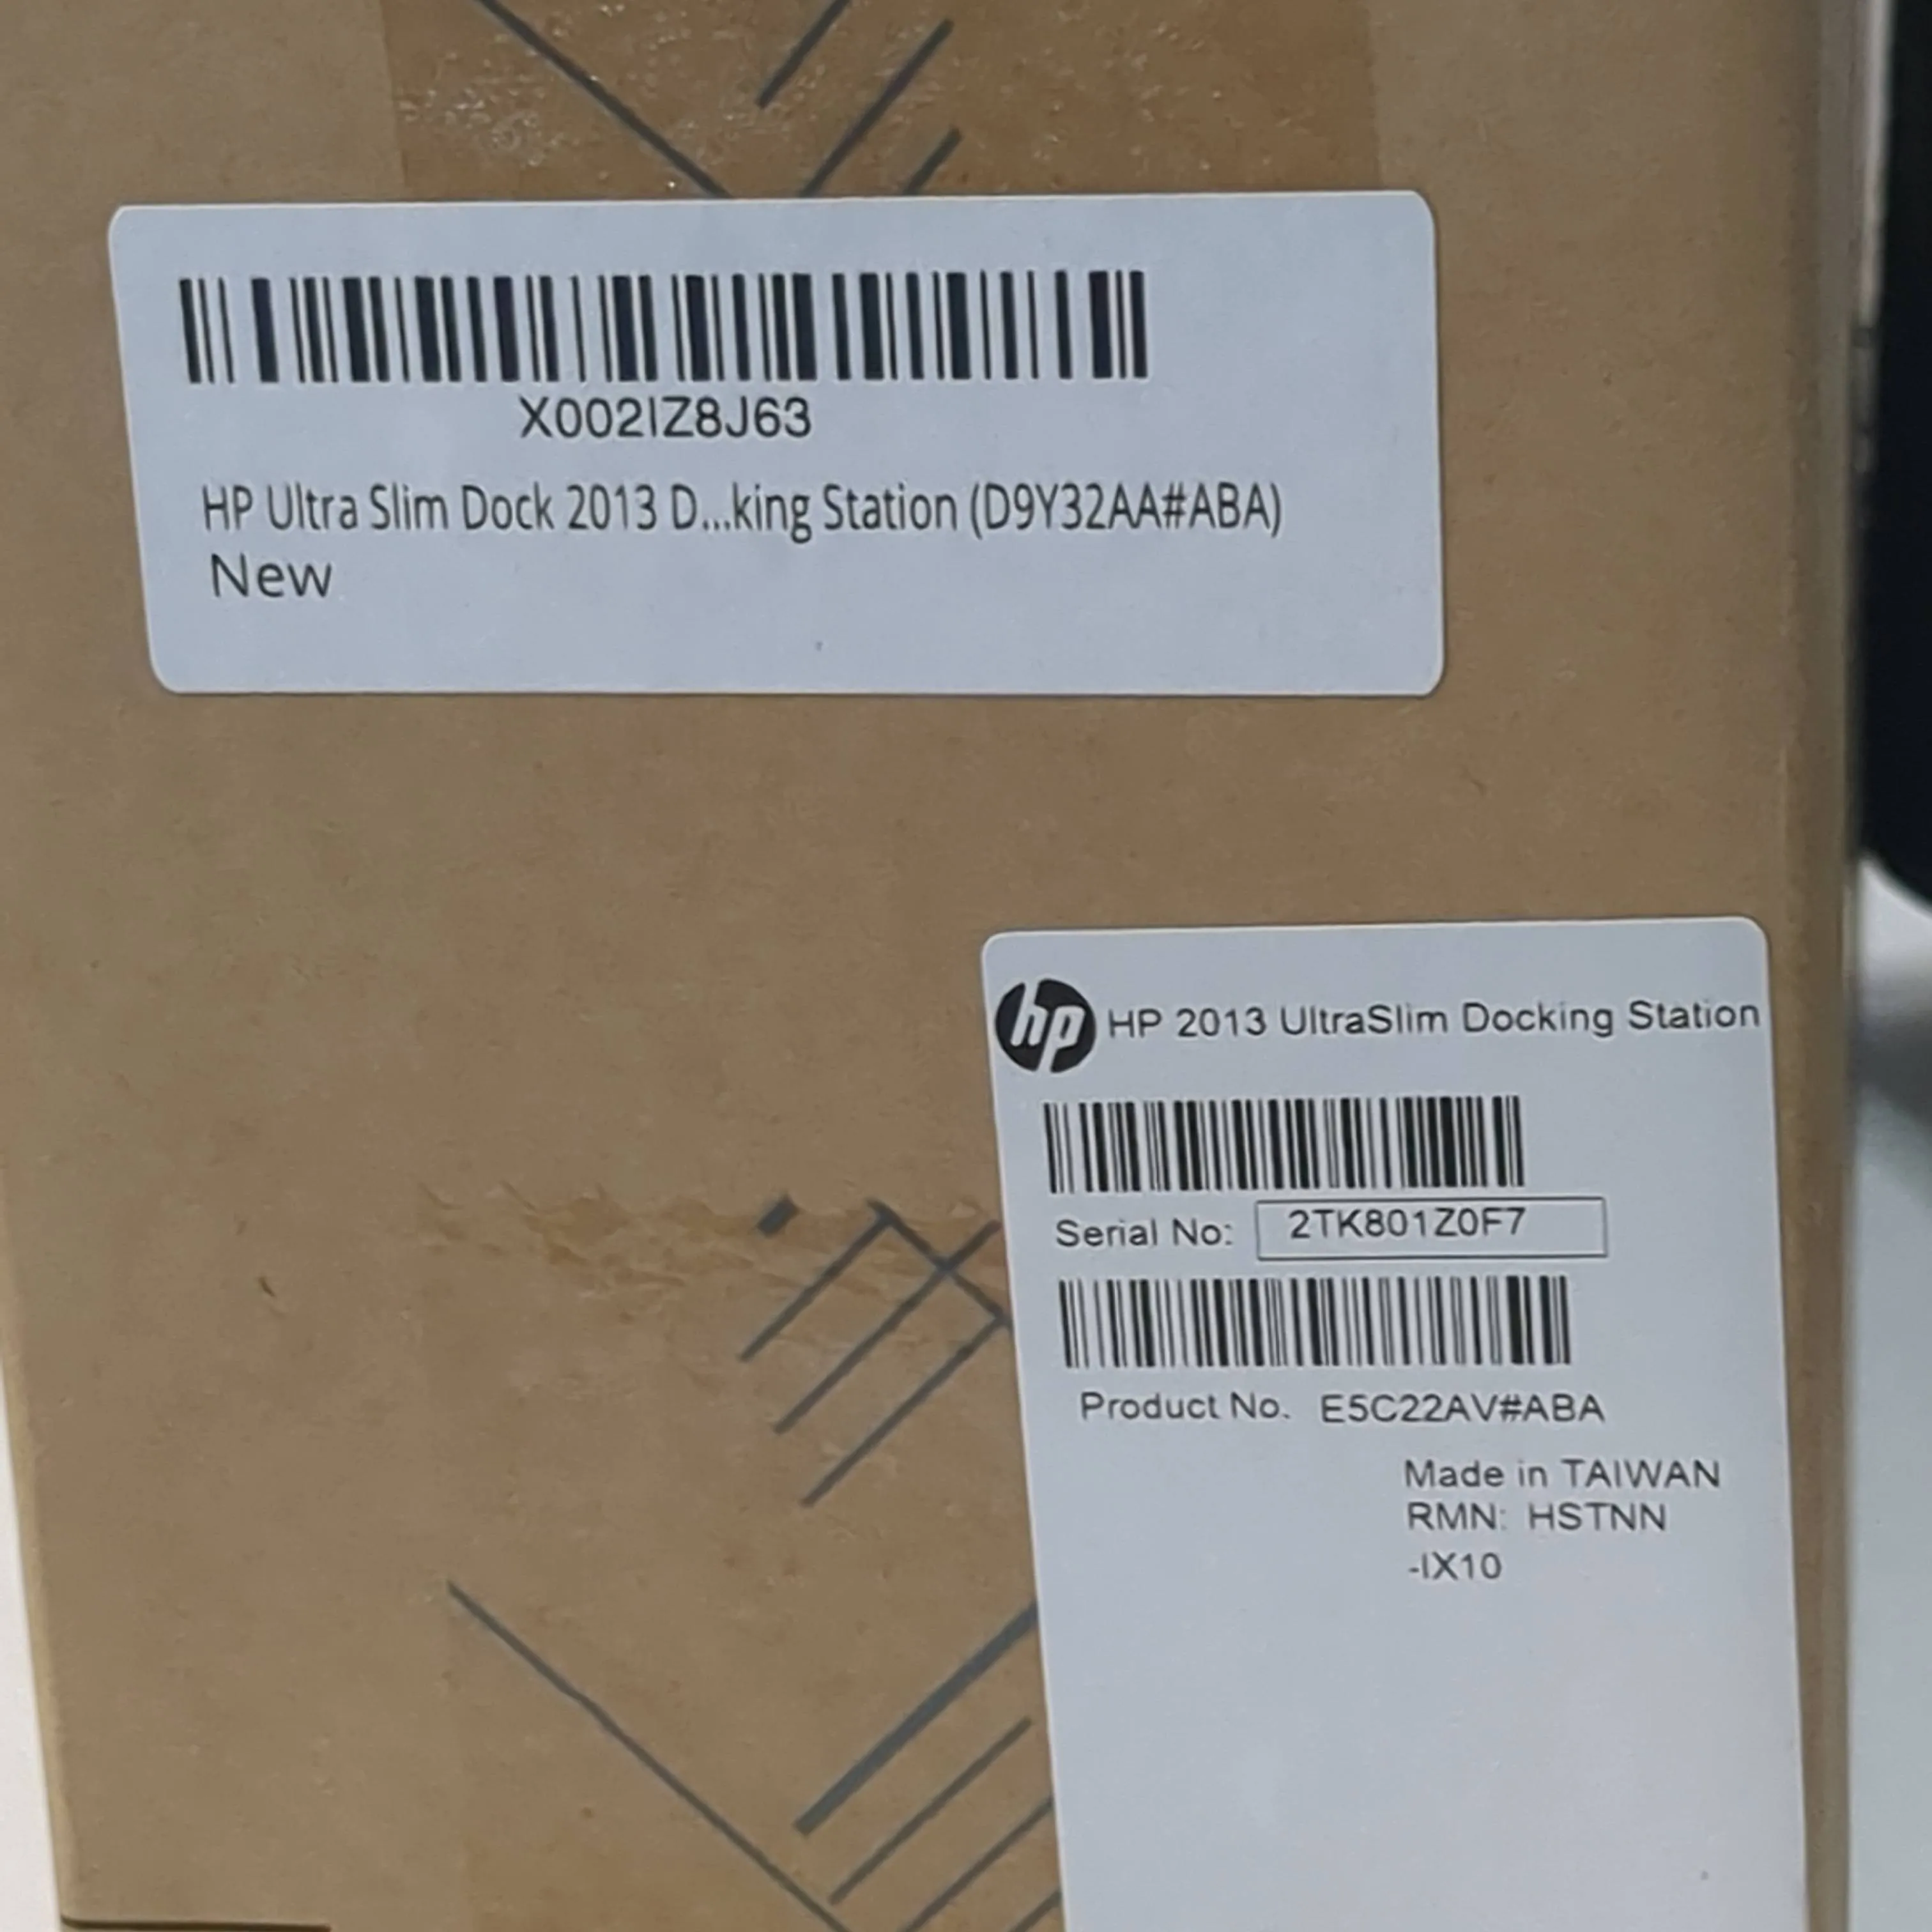 X002IZ8J63
HP Ultra Slim Dock 2013 D...king Station (D9Y32AA#ABA)
New
hp HP 2013 UltraSlim Docking Station
Serial No: 2TK801Z0F7
Product No. E5C22AV#ABA
Made in TAIWAN
RMN: HSTNN
-IX10